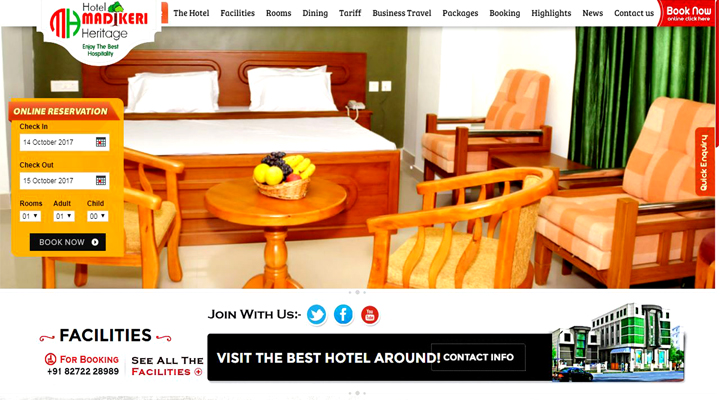 Hotel
MADIKERI
Heritage
MH
Enjoy The Best
Hospitality
The Hotel Facilities Rooms Dining Tariff Business Travel Packages Booking Highlights News Contact us
Book Now
online click here
ONLINE RESERVATION
Check in
14 October 2017
Check Out
15 October 2017
Rooms Adult Child
01 01 00
BOOK NOW
Quick Enquiry
JOIN WITH US:-
You
Tube
FACILITIES
FOR BOOKING
+91 82722 28989
SEE ALL THE
FACILITIES
VISIT THE BEST HOTEL AROUND!
CONTACT INFO